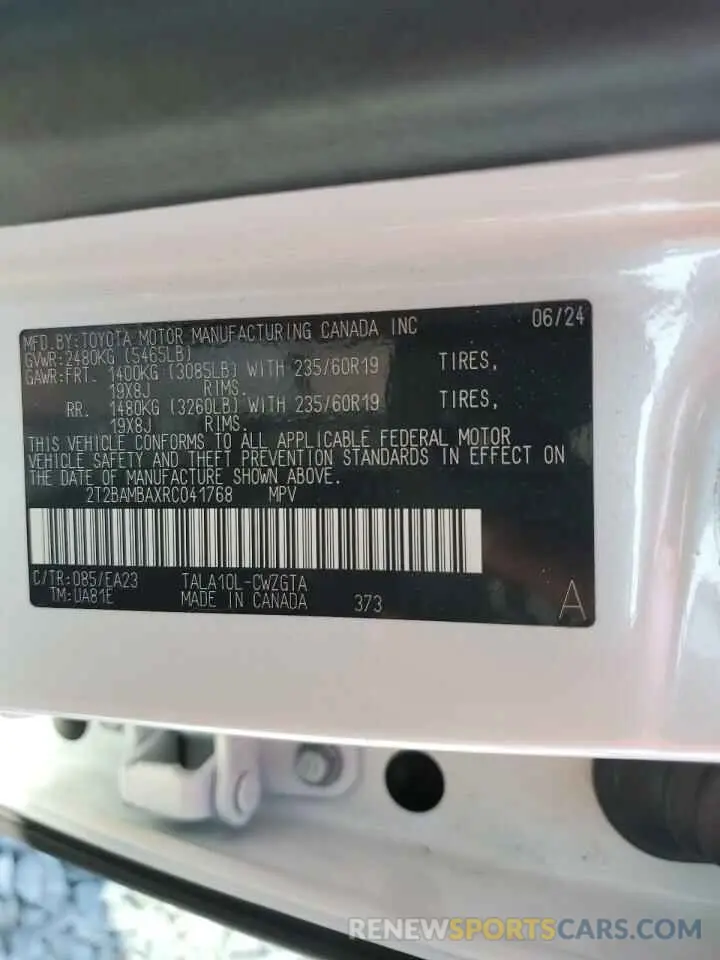 MFD.BY:TOYOTA MOTOR MANUFACTURING CANADA INC 06/24
GVWR:2480KG (5465LB)
GAWR:FRT. 1400KG (3085LB) WITH 235/60R19 TIRES,
19X8J RIMS.
RR. 1480KG (3260LB) WITH 235/60R19 TIRES,
19X8J RIMS.
THIS VEHICLE CONFORMS TO ALL APPLICABLE FEDERAL MOTOR
VEHICLE SAFETY AND THEFT PREVENTION STANDARDS IN EFFECT ON
THE DATE OF MANUFACTURE SHOWN ABOVE.
2T2BAMBAXRC041768 MPV
C/TR:085/EA23 TALA10L-CWZGTA
TM:UA81E MADE IN CANADA 373 A
RENEWSPORTSCARS.COM